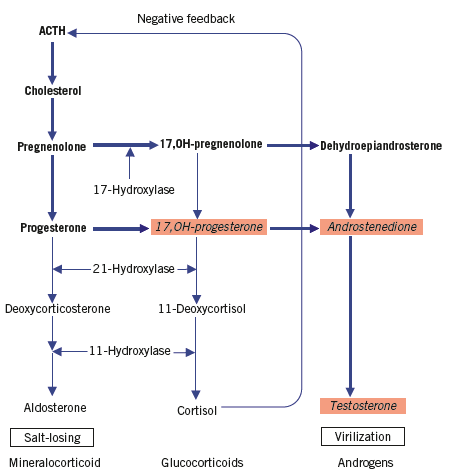 Negative feedback
ACTH
Cholesterol
Pregnenolone 17,OH-pregnenolone Dehydroepiandrosterone
17-Hydroxylase
Progesterone 17,OH-progesterone Androstenedione
21-Hydroxylase
Deoxycorticosterone 11-Deoxycortisol
11-Hydroxylase
Aldosterone Cortisol Testosterone
Salt-losing Virilization
Mineralocorticoid Glucocorticoids Androgens